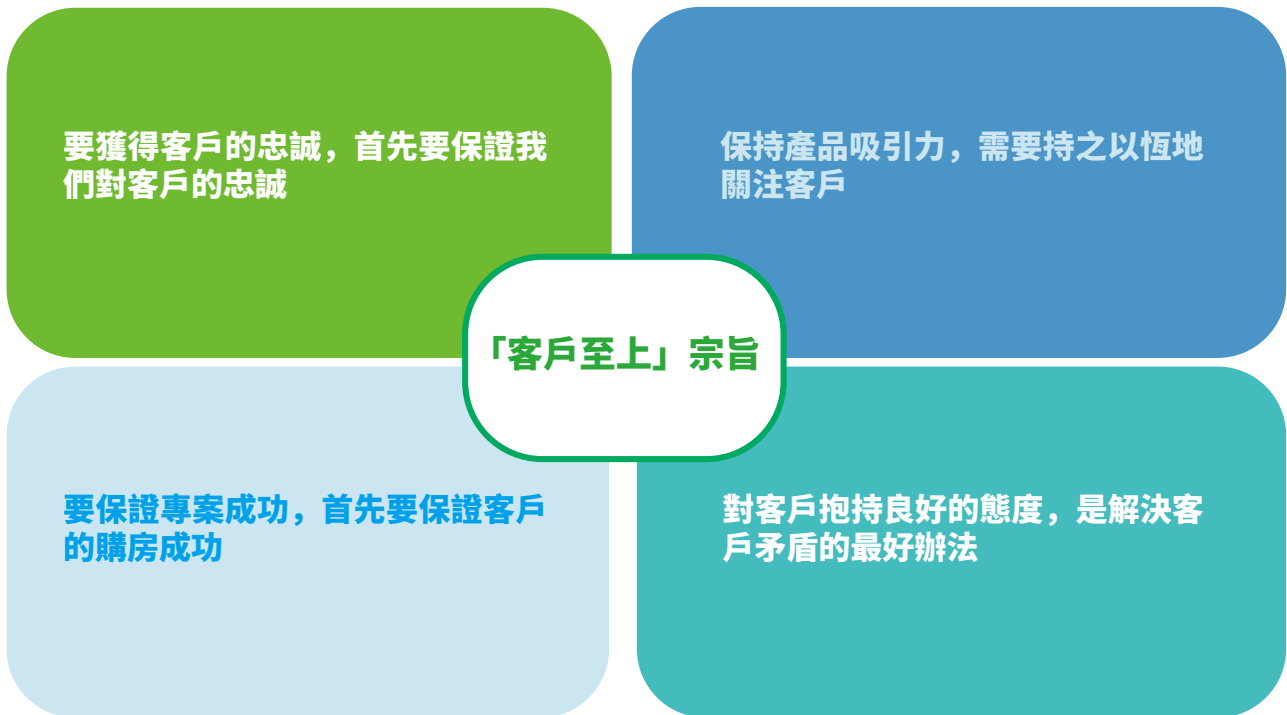 要獲得客戶的忠誠，首先要保證我
們對客戶的忠誠
保持產品吸引力，需要持之以恆地
關注客戶
「客戶至上」宗旨
要保證專案成功，首先要保證客戶
的購房成功
對客戶抱持良好的態度，是解決客
戶矛盾的最好辦法